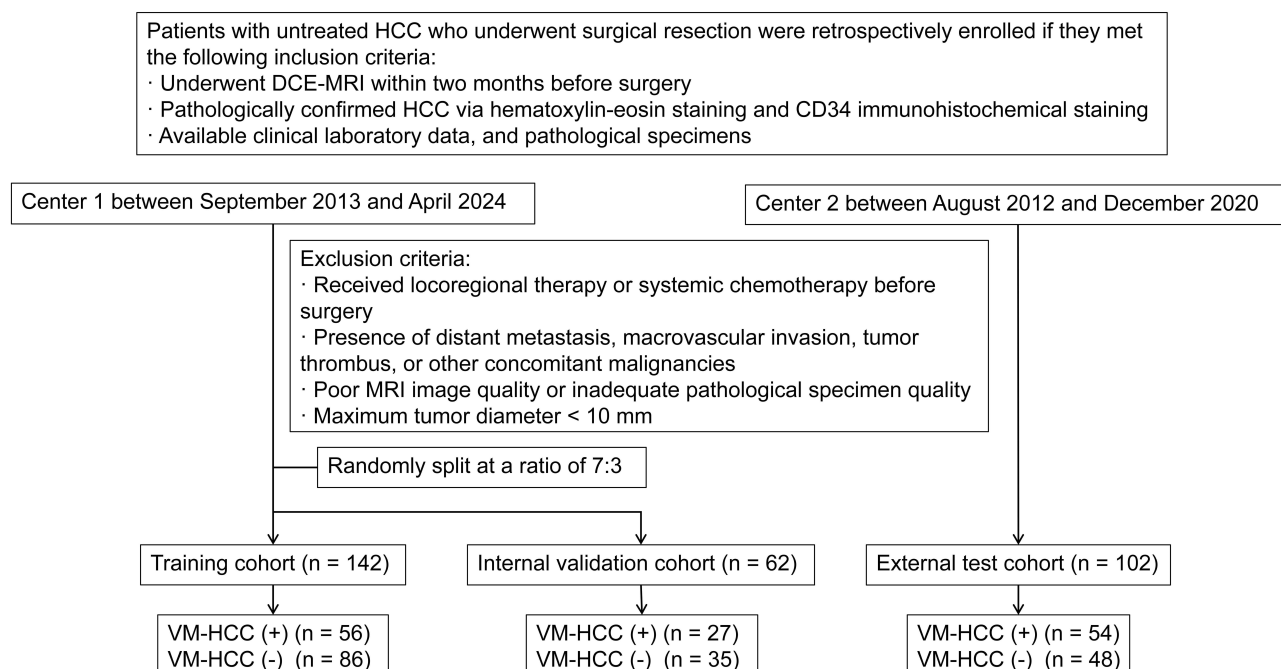 Patients with untreated HCC who underwent surgical resection were retrospectively enrolled if they met
the following inclusion criteria:
· Underwent DCE-MRI within two months before surgery
· Pathologically confirmed HCC via hematoxylin-eosin staining and CD34 immunohistochemical staining
· Available clinical laboratory data, and pathological specimens
Center 1 between September 2013 and April 2024
Center 2 between August 2012 and December 2020
Exclusion criteria:
· Received locoregional therapy or systemic chemotherapy before
surgery
· Presence of distant metastasis, macrovascular invasion, tumor
thrombus, or other concomitant malignancies
· Poor MRI image quality or inadequate pathological specimen quality
· Maximum tumor diameter < 10 mm
Randomly split at a ratio of 7:3
Training cohort (n = 142)
Internal validation cohort (n = 62)
External test cohort (n = 102)
VM-HCC (+) (n = 56)
VM-HCC (-) (n = 86)
VM-HCC (+) (n = 27)
VM-HCC (-) (n = 35)
VM-HCC (+) (n = 54)
VM-HCC (-) (n = 48)